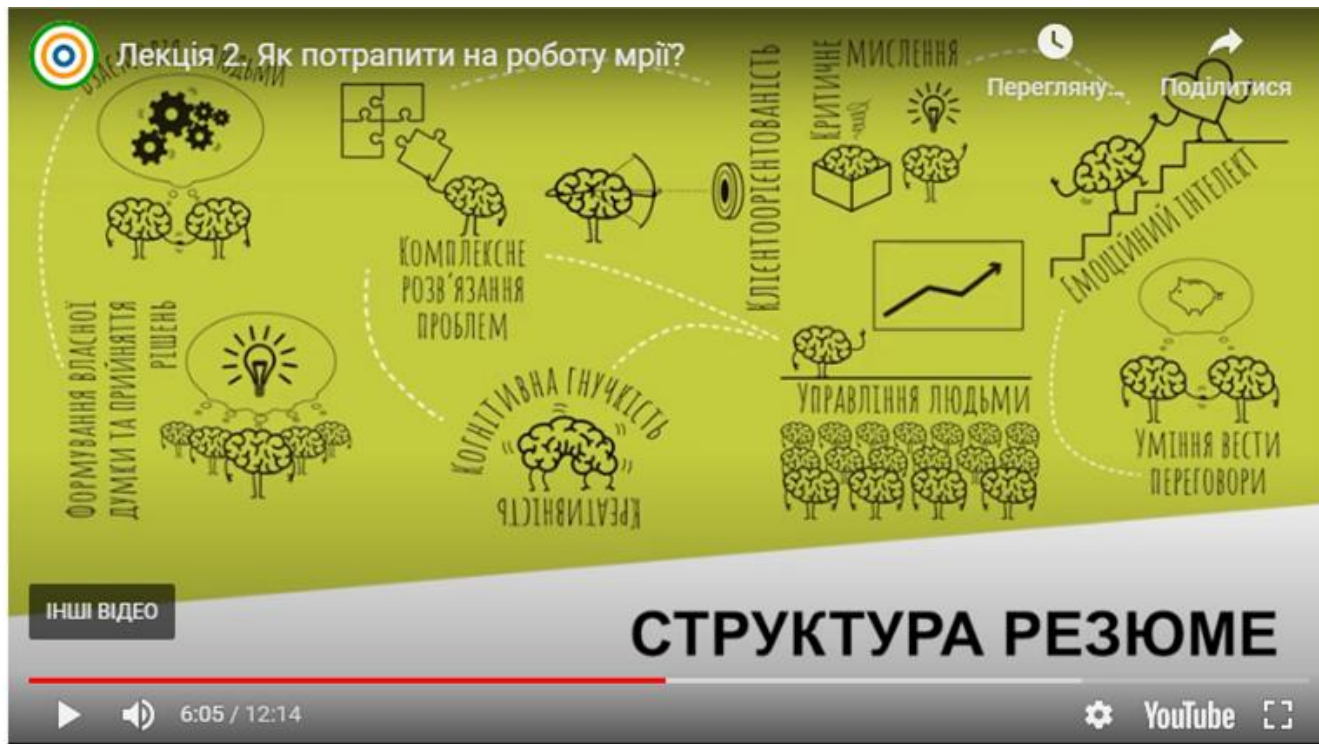 Лекція 2. Як потрапити на роботу мрії?
Перегляну...
Поділитися
ЛЮДЬМИ
КОМПЛЕКСНЕ
РОЗВ'ЯЗАННЯ
ПРОБЛЕМ
КЛІЄНТООРІЄНТОВАНІСТЬ
КРИТИЧНЕ
МИСЛЕННЯ
ЕМОЦІЙНИЙ ІНТЕЛЕКТ
ФОРМУВАННЯ ВЛАСНОЇ
ДУМКИ ТА ПРИЙНЯТТЯ
РІШЕНЬ
КОГНІТИВНА ГНУЧКІСТЬ
КРЕАТИВНІСТЬ
УПРАВЛІННЯ ЛЮДЬМИ
УМІННЯ ВЕСТИ
ПЕРЕГОВОРИ
ІНШІ ВІДЕО
СТРУКТУРА РЕЗЮМЕ
6:05 / 12:14
YouTube